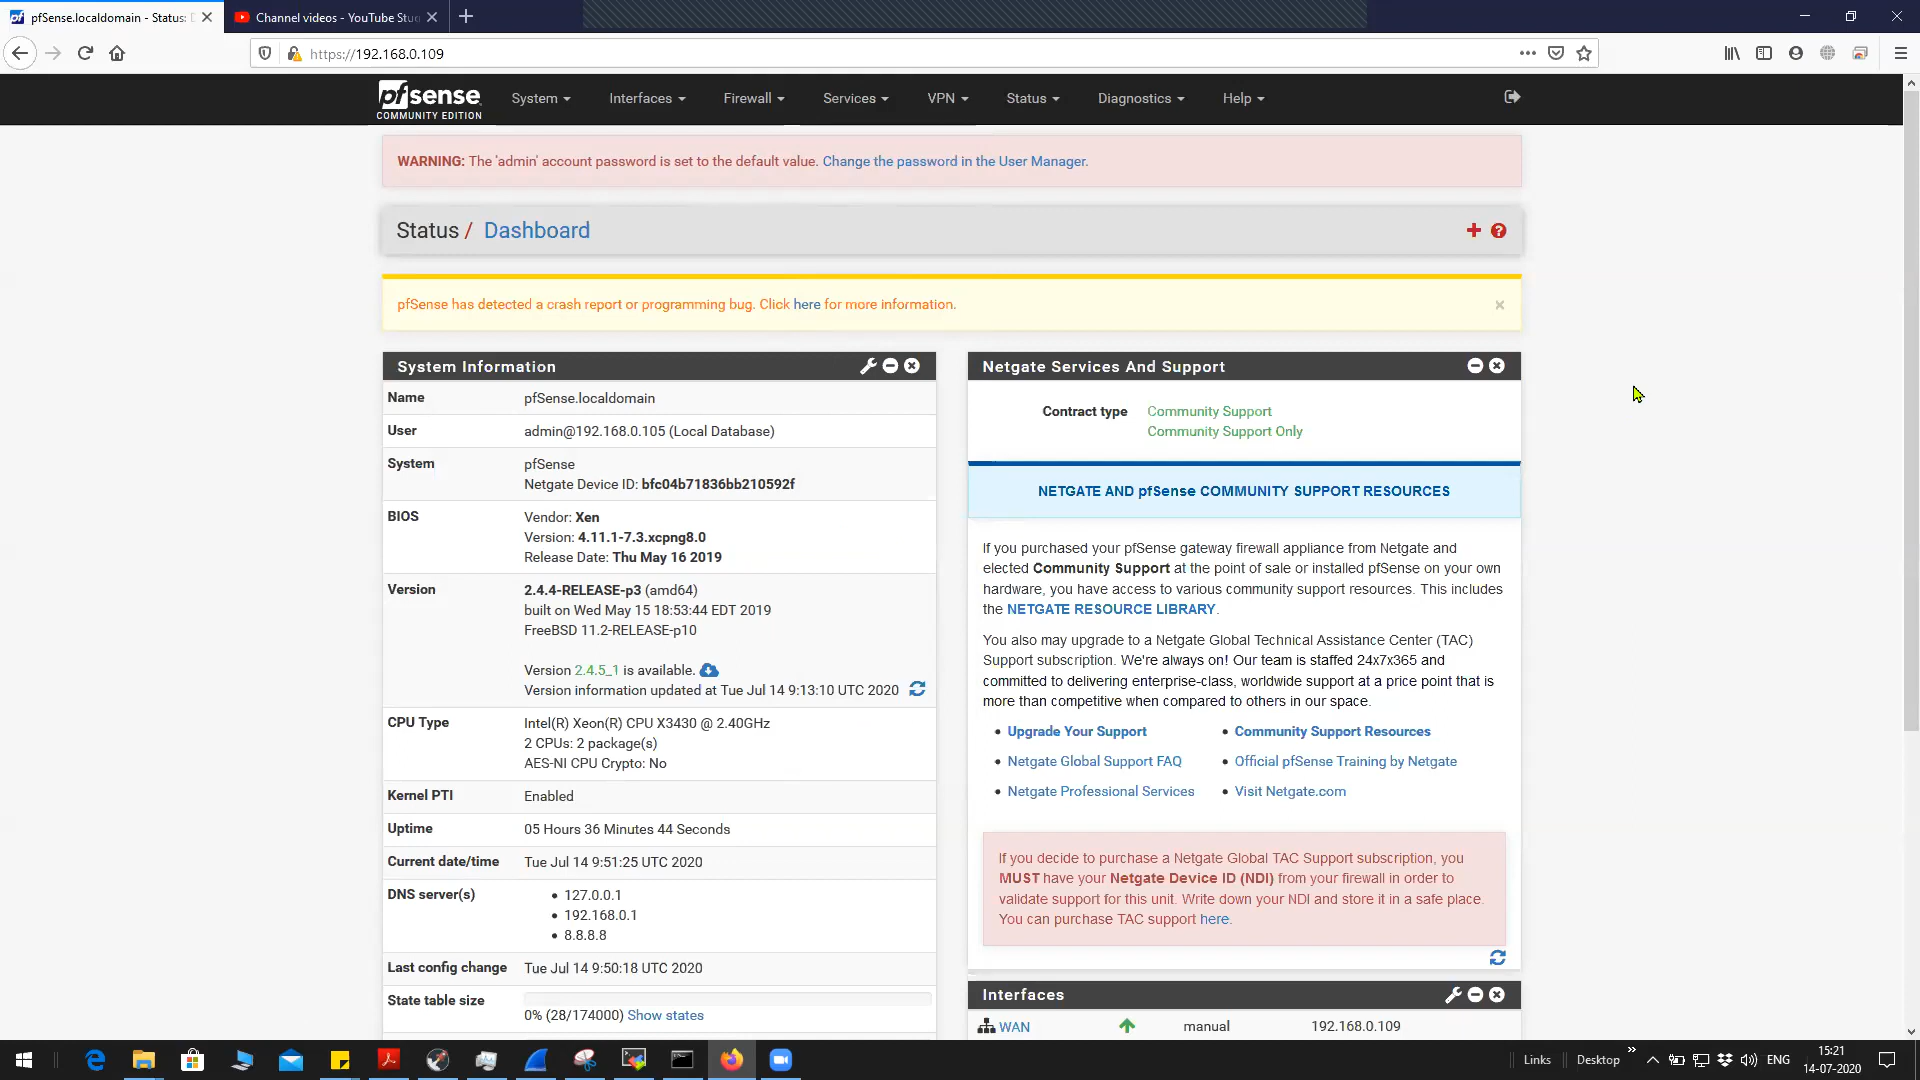 pfSense.localdomain - Status: D
Channel videos - YouTube Stud
https://192.168.0.109
pfsense
COMMUNITY EDITION
System
Interfaces
Firewall
Services
VPN
Status
Diagnostics
Help
WARNING: The 'admin' account password is set to the default value. Change the password in the User Manager.
Status / Dashboard
pfSense has detected a crash report or programming bug. Click here for more information.
System Information
Name pfSense.localdomain
User admin@192.168.0.105 (Local Database)
System pfSense
Netgate Device ID: bfc04b71836bb210592f
BIOS Vendor: Xen
Version: 4.11.1-7.3.xcpng8.0
Release Date: Thu May 16 2019
Version 2.4.4-RELEASE-p3 (amd64)
built on Wed May 15 18:53:44 EDT 2019
FreeBSD 11.2-RELEASE-p10
Version 2.4.5_1 is available.
Version information updated at Tue Jul 14 9:13:10 UTC 2020
CPU Type Intel(R) Xeon(R) CPU X3430 @ 2.40GHz
2 CPUs: 2 package(s)
AES-NI CPU Crypto: No
Kernel PTI Enabled
Uptime 05 Hours 36 Minutes 44 Seconds
Current date/time Tue Jul 14 9:51:25 UTC 2020
DNS server(s) • 127.0.0.1
• 192.168.0.1
• 8.8.8.8
Last config change Tue Jul 14 9:50:18 UTC 2020
State table size
0% (28/174000) Show states
Netgate Services And Support
Contract type Community Support
Community Support Only
NETGATE AND pfSense COMMUNITY SUPPORT RESOURCES
If you purchased your pfSense gateway firewall appliance from Netgate and
elected Community Support at the point of sale or installed pfSense on your own
hardware, you have access to various community support resources. This includes
the NETGATE RESOURCE LIBRARY.
You also may upgrade to a Netgate Global Technical Assistance Center (TAC)
Support subscription. We're always on! Our team is staffed 24x7x365 and
committed to delivering enterprise-class, worldwide support at a price point that is
more than competitive when compared to others in our space.
• Upgrade Your Support
• Community Support Resources
• Netgate Global Support FAQ
• Official pfSense Training by Netgate
• Netgate Professional Services
• Visit Netgate.com
If you decide to purchase a Netgate Global TAC Support subscription, you
MUST have your Netgate Device ID (NDI) from your firewall in order to
validate support for this unit. Write down your NDI and store it in a safe place.
You can purchase TAC support here.
Interfaces
WAN manual 192.168.0.109
Links
Desktop
ENG
15:21
14-07-2020